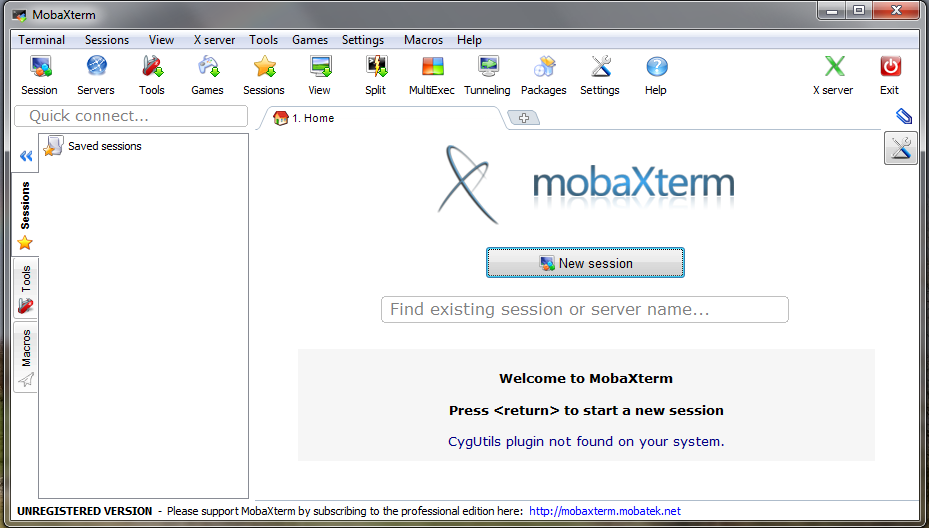 MobaXterm
Terminal Sessions View X server Tools Games Settings Macros Help
Session Servers Tools Games Sessions View Split MultiExec Tunneling Packages Settings Help X server Exit
Quick connect...
1. Home
Saved sessions
Sessions
Tools
Macros
mobaXterm
New session
Find existing session or server name...
Welcome to MobaXterm
Press <return> to start a new session
CygUtils plugin not found on your system.
UNREGISTERED VERSION - Please support MobaXterm by subscribing to the professional edition here: http://mobaxterm.mobatek.net